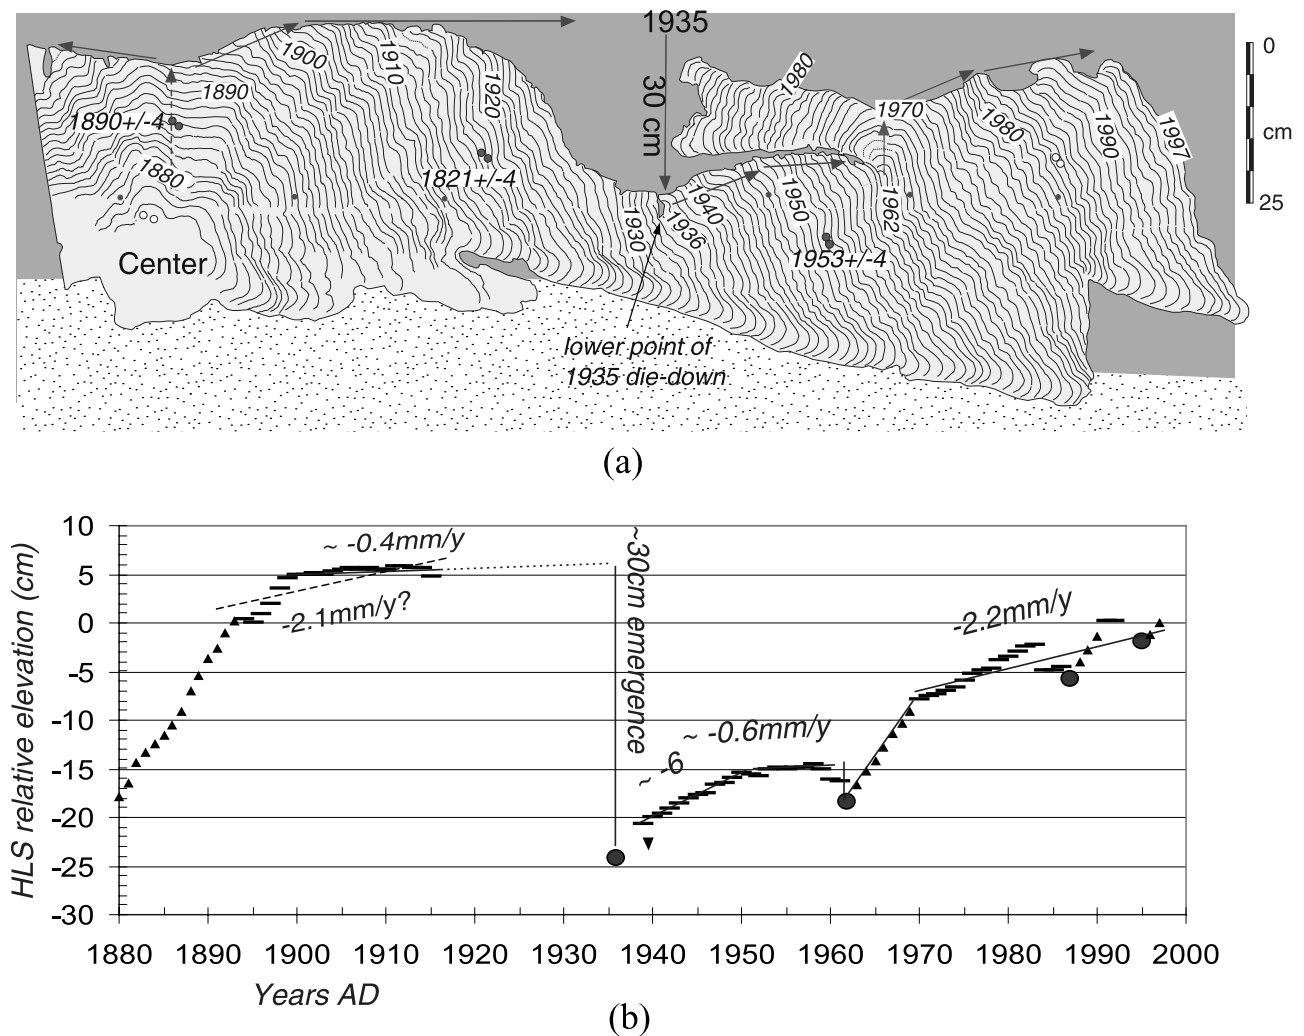 1935
0
1900
1910
1980
30 cm
1920
1890
1970
1890+/-4
1980
1990
1997
cm
1880
1821+/-4
1940
1950
1962
25
1930
1936
Center
1953+/-4
lower point of
1935 die-down
(a)
HLS relative elevation (cm)
10
5
0
-5
-10
-15
-20
-25
-30
~ -0.4mm/y
-2.1mm/y?
~30cm emergence
~ -6
~ -0.6mm/y
-2.2mm/y
1880 1890 1900 1910 1920 1930 1940 1950 1960 1970 1980 1990 2000
Years AD
(b)